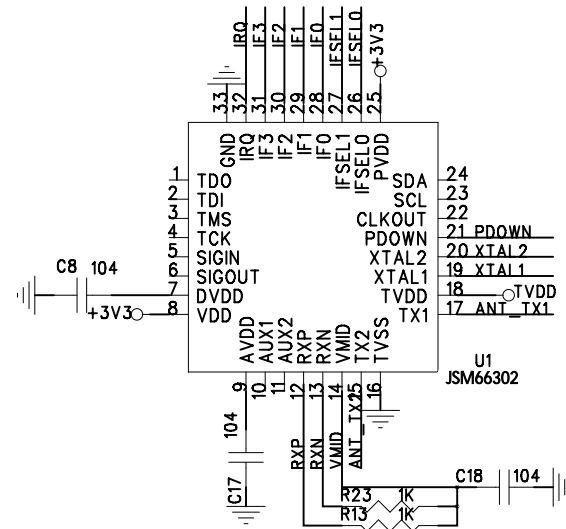 IRQ IF3 IF2 IF1 IF0 IFSEL1 IFSEL0 +3V3
33 32 31 30 29 28 27 26 25
GND IRQ IF3 IF2 IF1 IF0 IFSEL1 IFSEL0 PVDD
1 TDO
2 TDI
3 TMS
4 TCK
5 SIGIN
6 SIGOUT
7 DVDD
8 VDD
C8 104
+3V3
SDA 24
SCL 23
CLKOUT 22
PDOWN 21 PDOWN
XTAL2 20 XTAL2
XTAL1 19 XTAL1
TVDD 18 TVDD
TX1 17 ANT_TX1
AVDD AUX1 AUX2 RXP RXN VMID TX2 TVSS
9 10 11 12 13 14 15 16
U1
JSM66302
104
C17
RXP RXN VMID ANT_TX2
C18 104
R23 1K
R13 1K